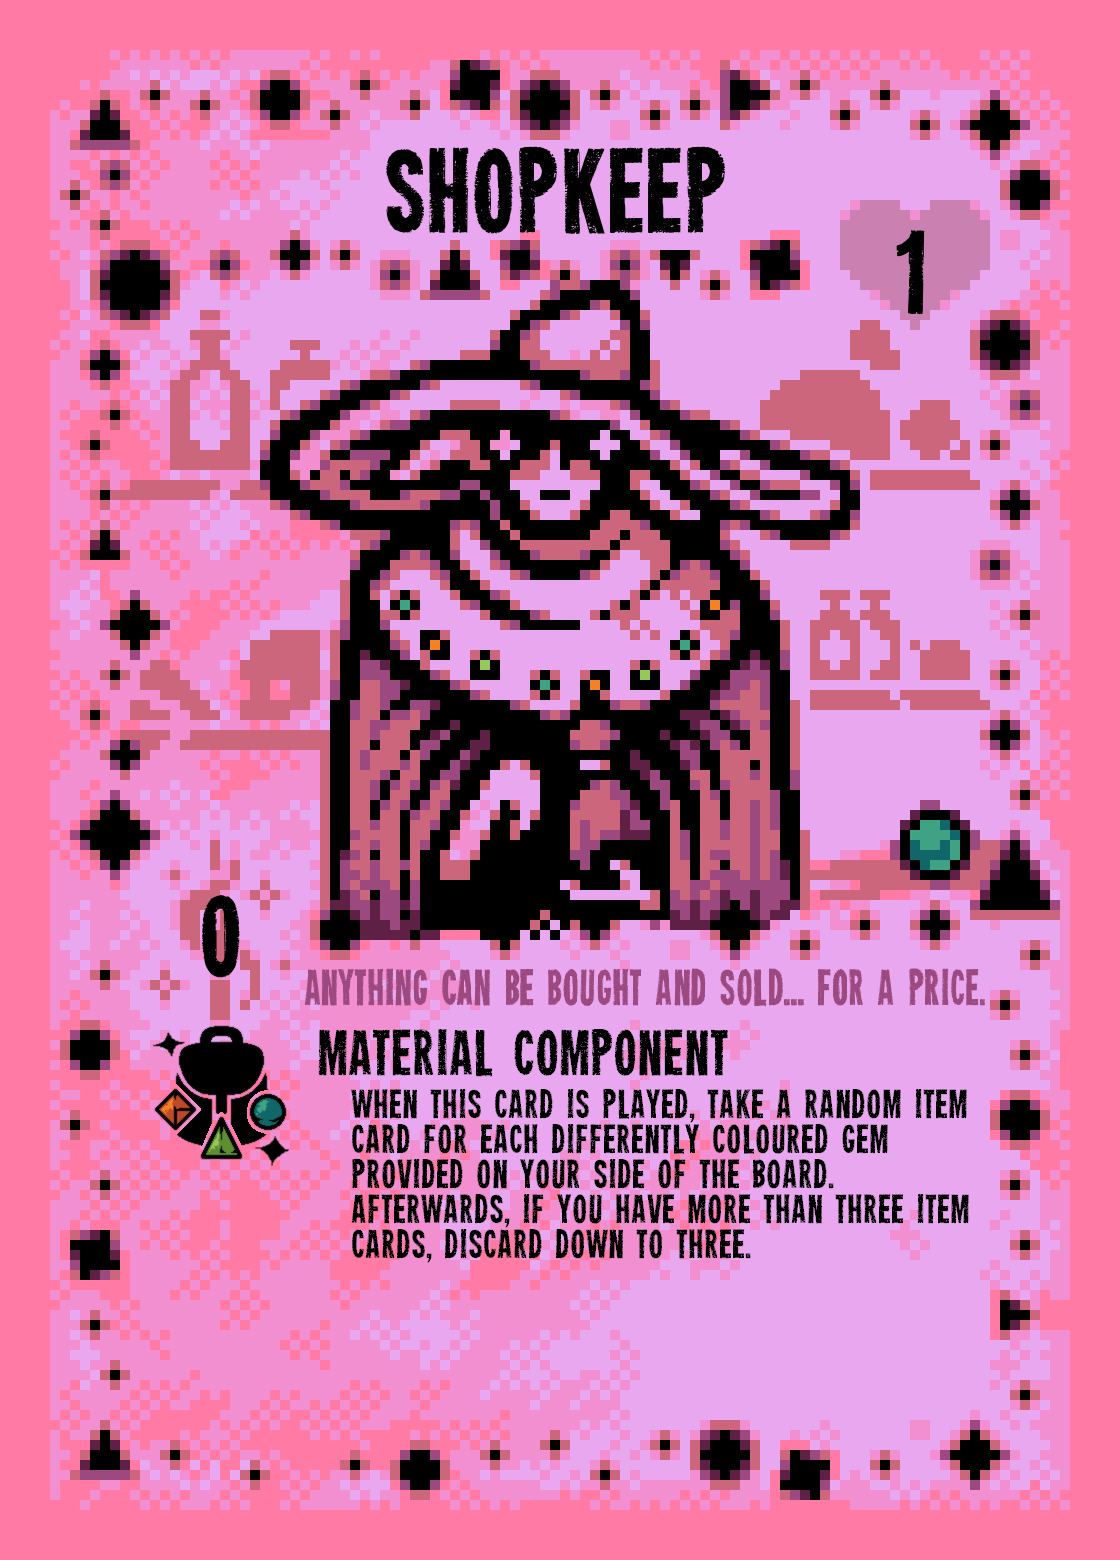 SHOPKEEP
1
0
ANYTHING CAN BE BOUGHT AND SOLD... FOR A PRICE.
MATERIAL COMPONENT
WHEN THIS CARD IS PLAYED, TAKE A RANDOM ITEM
CARD FOR EACH DIFFERENTLY COLOURED GEM
PROVIDED ON YOUR SIDE OF THE BOARD.
AFTERWARDS, IF YOU HAVE MORE THAN THREE ITEM
CARDS, DISCARD DOWN TO THREE.